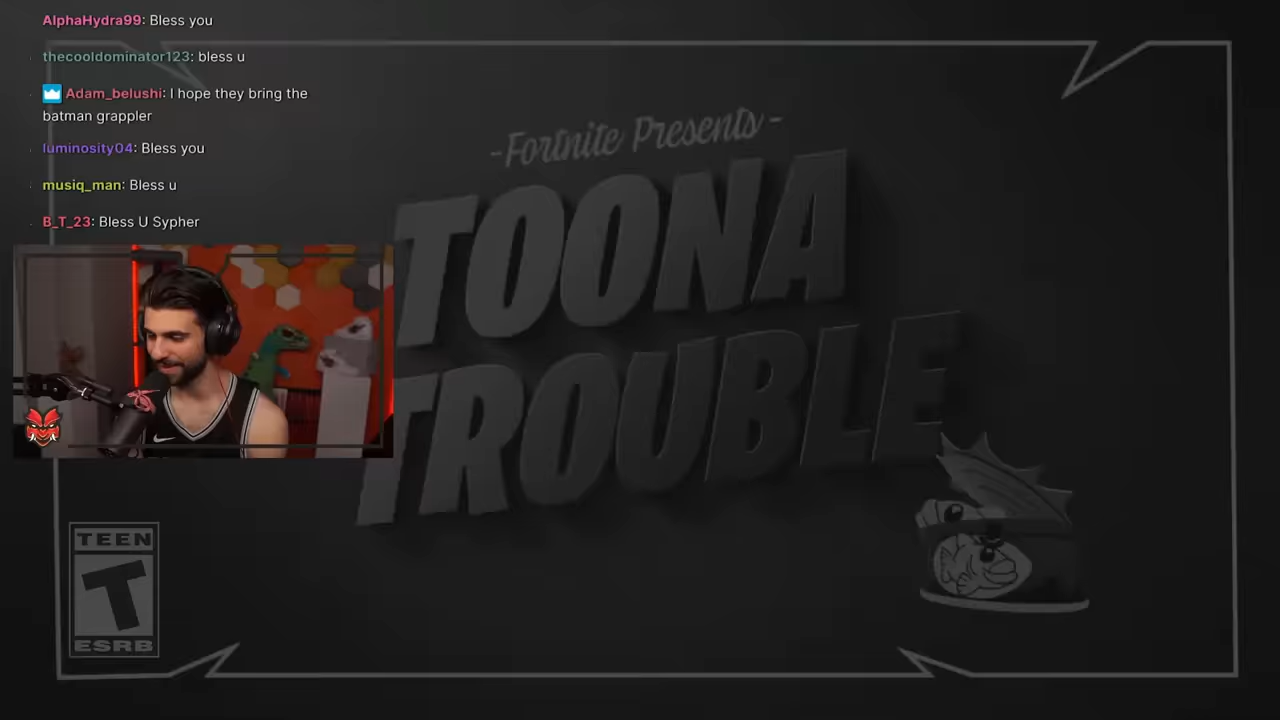 AlphaHydra99: Bless you
thecooldominator123: bless u
Adam_belushi: I hope they bring the
batman grappler
luminosity04: Bless you
musiq_man: Bless u
B_T_23: Bless U Sypher
-Fortnite Presents-
TOONA
TROUBLE
TEEN
T
ESRB